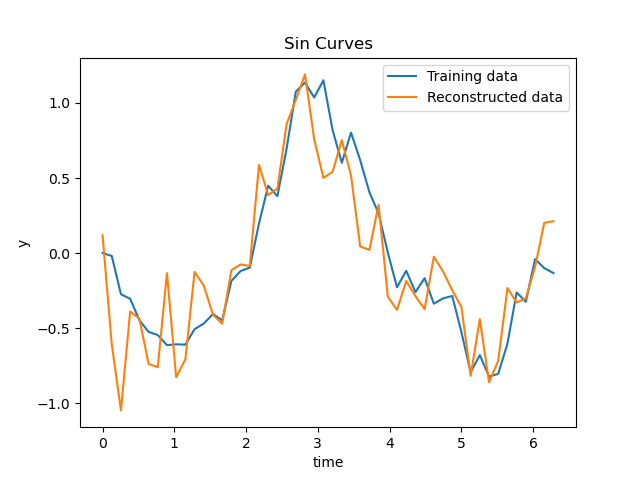 Sin Curves
Training data
Reconstructed data
y
1.0
0.5
0.0
−0.5
−1.0
0 1 2 3 4 5 6
time